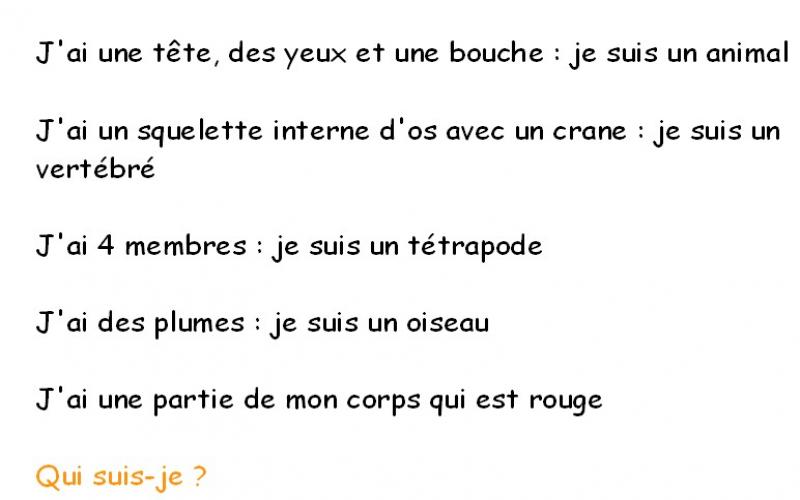 J'ai une tête, des yeux et une bouche : je suis un animal
J'ai un squelette interne d'os avec un crane : je suis un
vertébré
J'ai 4 membres : je suis un tétrapode
J'ai des plumes : je suis un oiseau
J'ai une partie de mon corps qui est rouge
Qui suis-je ?